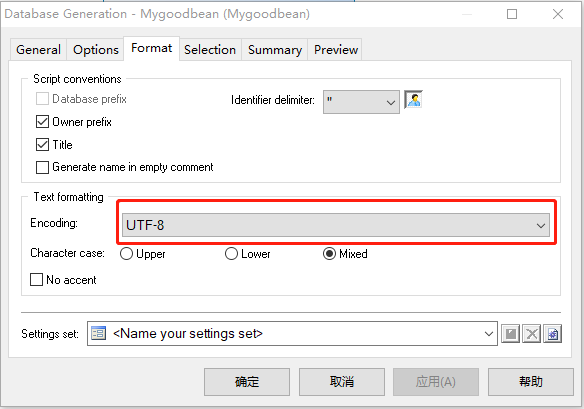 Database Generation - Mygoodbean (Mygoodbean)
General Options Format Selection Summary Preview
Script conventions
Database prefix Identifier delimiter: "
Owner prefix
Title
Generate name in empty comment
Text formatting
Encoding: UTF-8
Character case: Upper Lower Mixed
No accent
Settings set: <Name your settings set>
确定 取消 应用(A) 帮助